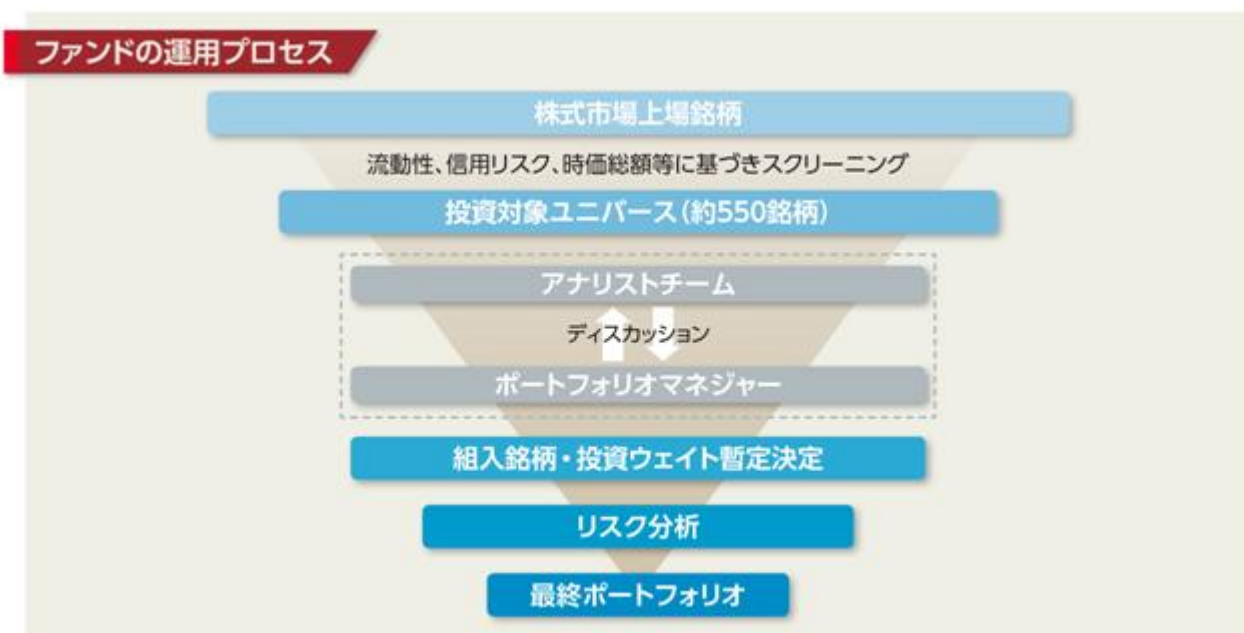 ファンドの運用プロセス
株式市場上場銘柄
流動性、信用リスク、時価総額等に基づきスクリーニング
投資対象ユニバース(約550銘柄)
アナリストチーム
ディスカッション
ポートフォリオマネジャー
組入銘柄・投資ウェイト暫定決定
リスク分析
最終ポートフォリオ